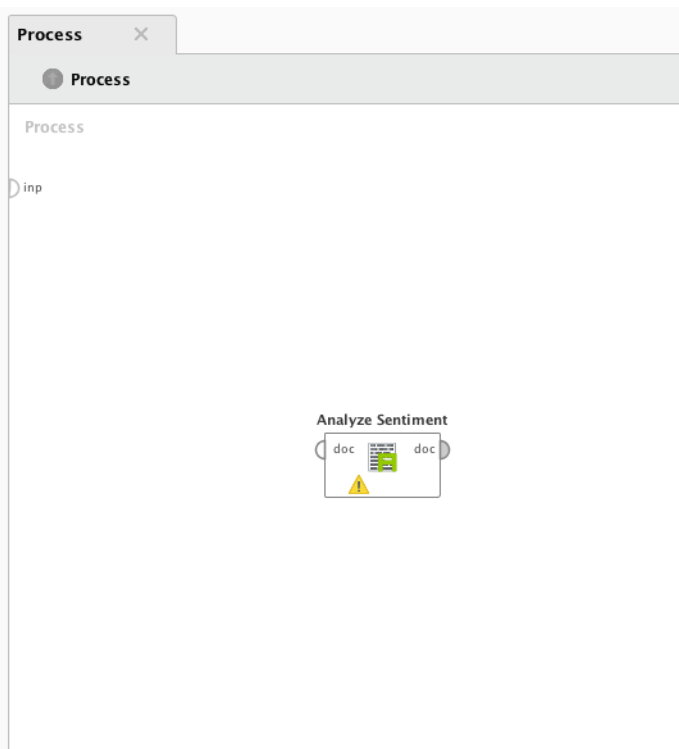 Process
Process
Process
inp
Analyze Sentiment
doc doc